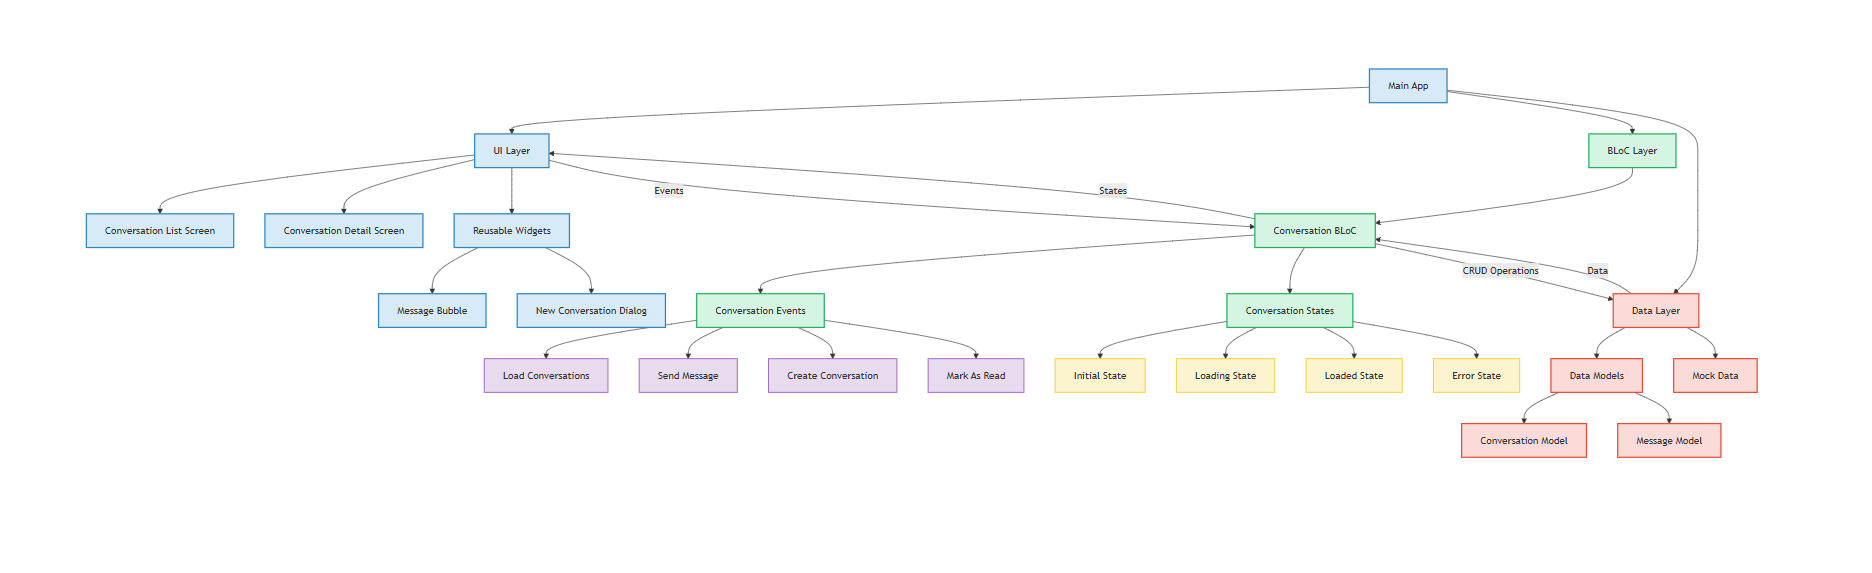 Main App
UI Layer
BLoC Layer
Events
States
Conversation List Screen
Conversation Detail Screen
Reusable Widgets
Conversation BLoC
CRUD Operations
Data
Message Bubble
New Conversation Dialog
Conversation Events
Conversation States
Data Layer
Load Conversations
Send Message
Create Conversation
Mark As Read
Initial State
Loading State
Loaded State
Error State
Data Models
Mock Data
Conversation Model
Message Model